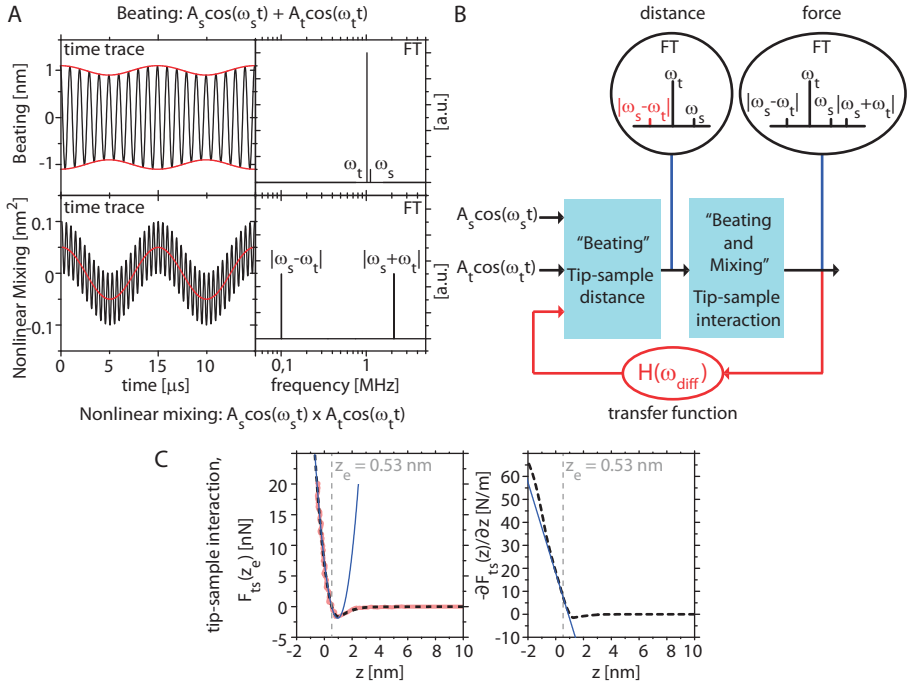 A
Beating: A_s cos(ω_s t) + A_t cos(ω_t t)
time trace
FT
Beating [nm]
1
0
-1
[a.u.]
ω_t
ω_s
time trace
FT
Nonlinear Mixing [nm²]
0.1
0
-0.1
[a.u.]
|ω_s-ω_t|
|ω_s+ω_t|
0
5
15
10
15
0,1
1
time [μs]
frequency [MHz]
Nonlinear mixing: A_s cos(ω_s t) x A_t cos(ω_t t)
B
distance
force
FT
ω_t
|ω_s-ω_t|
ω_s
FT
ω_t
|ω_s-ω_t|
ω_s
|ω_s+ω_t|
A_s cos(ω_s t)
A_t cos(ω_t t)
"Beating"
Tip-sample
distance
"Beating
and
Mixing"
Tip-sample
interaction
H(ω_diff)
transfer function
C
tip-sample interaction,
F_ts(z_e) [nN]
20
15
10
5
0
-5
z_e = 0.53 nm
-2
0
2
4
6
8
10
z [nm]
-∂F_ts(z)/∂z [N/m]
60
50
40
30
20
10
0
-10
z_e = 0.53 nm
-2
0
2
4
6
8
10
z [nm]